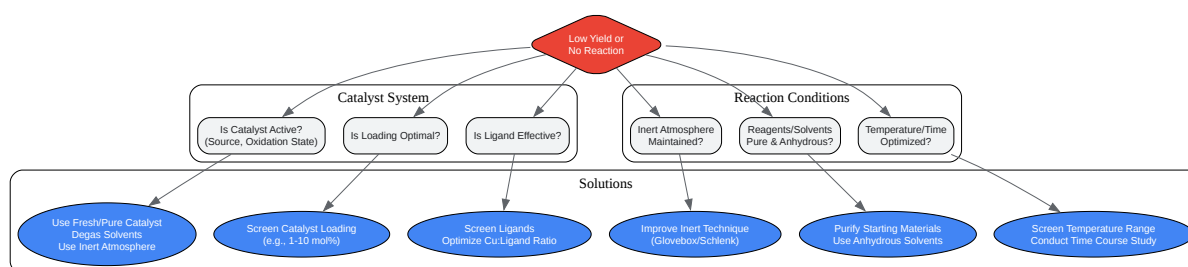 Low Yield or
No Reaction
Catalyst System
Reaction Conditions
Is Catalyst Active?
(Source, Oxidation State)
Is Loading Optimal?
Is Ligand Effective?
Inert Atmosphere
Maintained?
Reagents/Solvents
Pure & Anhydrous?
Temperature/Time
Optimized?
Solutions
Use Fresh/Pure Catalyst
Degas Solvents
Use Inert Atmosphere
Screen Catalyst Loading
(e.g., 1-10 mol%)
Screen Ligands
Optimize Cu:Ligand Ratio
Improve Inert Technique
(Glovebox/Schlenk)
Purify Starting Materials
Use Anhydrous Solvents
Screen Temperature Range
Conduct Time Course Study